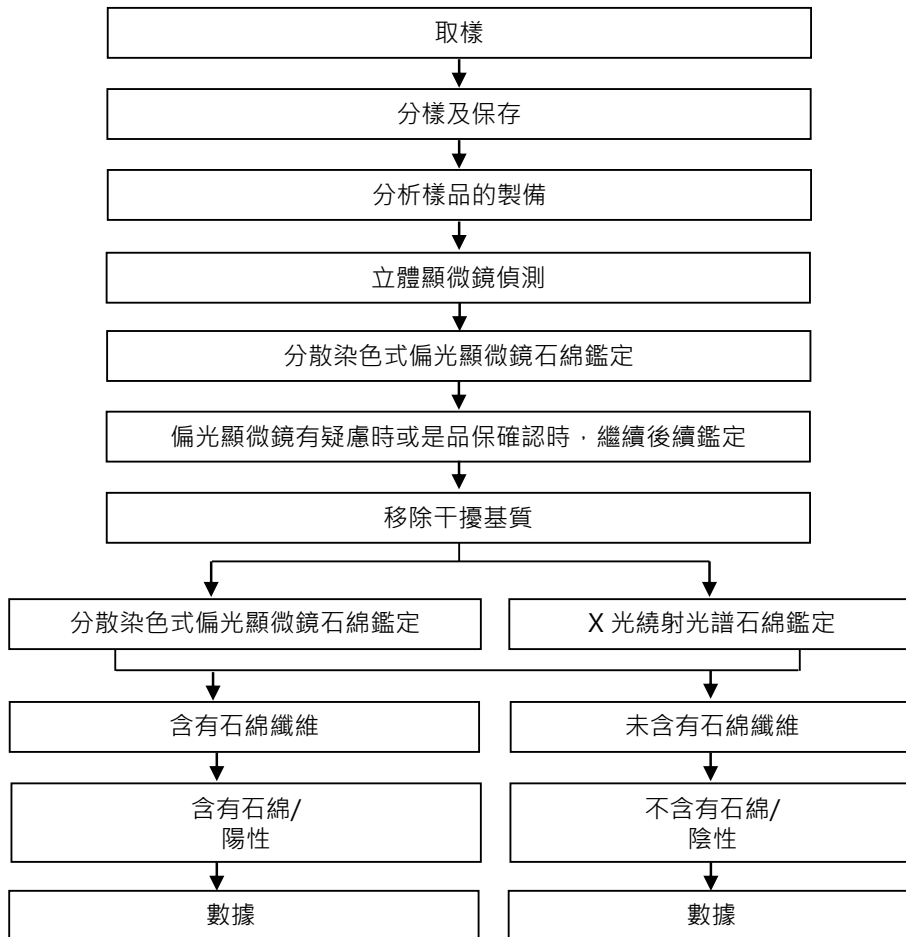 取樣
分樣及保存
分析樣品的製備
立體顯微鏡偵測
分散染色式偏光顯微鏡石綿鑑定
偏光顯微鏡有疑慮時或是品保確認時，繼續後續鑑定
移除干擾基質
分散染色式偏光顯微鏡石綿鑑定
X 光繞射光譜石綿鑑定
含有石綿纖維
未含有石綿纖維
含有石綿/
陽性
不含有石綿/
陰性
數據
數據